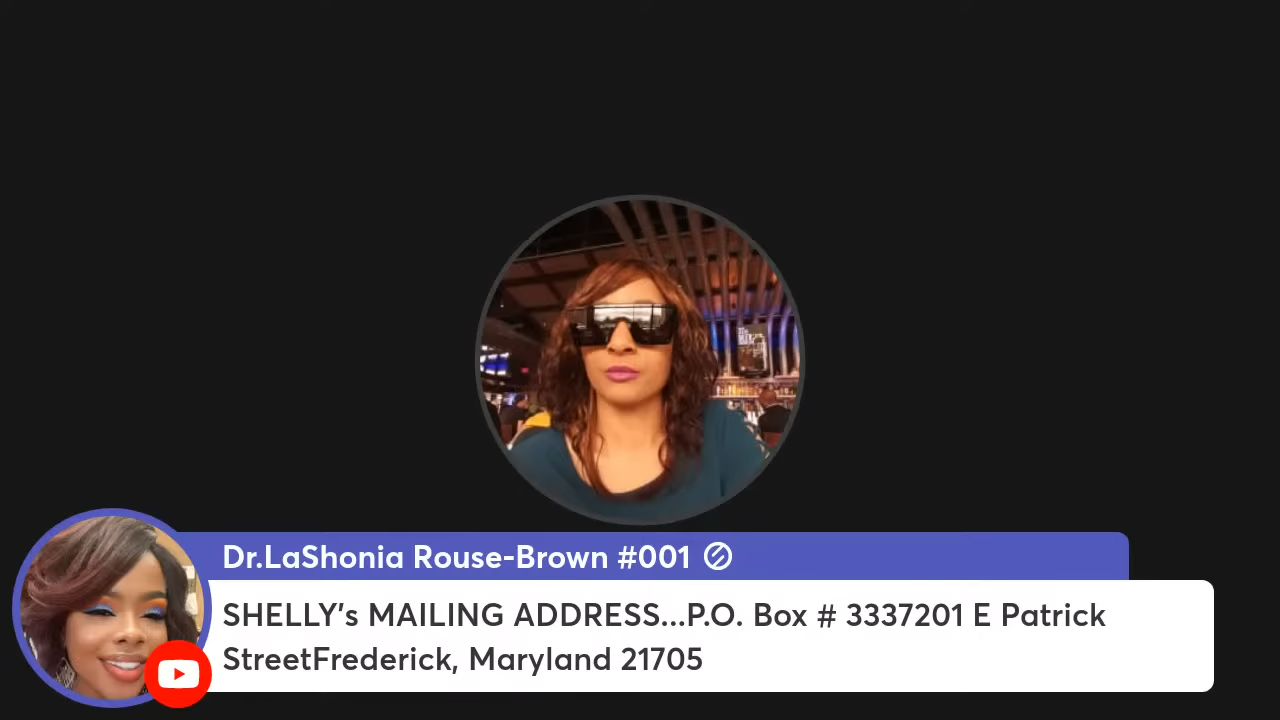 Dr.LaShonia Rouse-Brown #001
SHELLY's MAILING ADDRESS...P.O. Box # 3337201 E Patrick
StreetFrederick, Maryland 21705